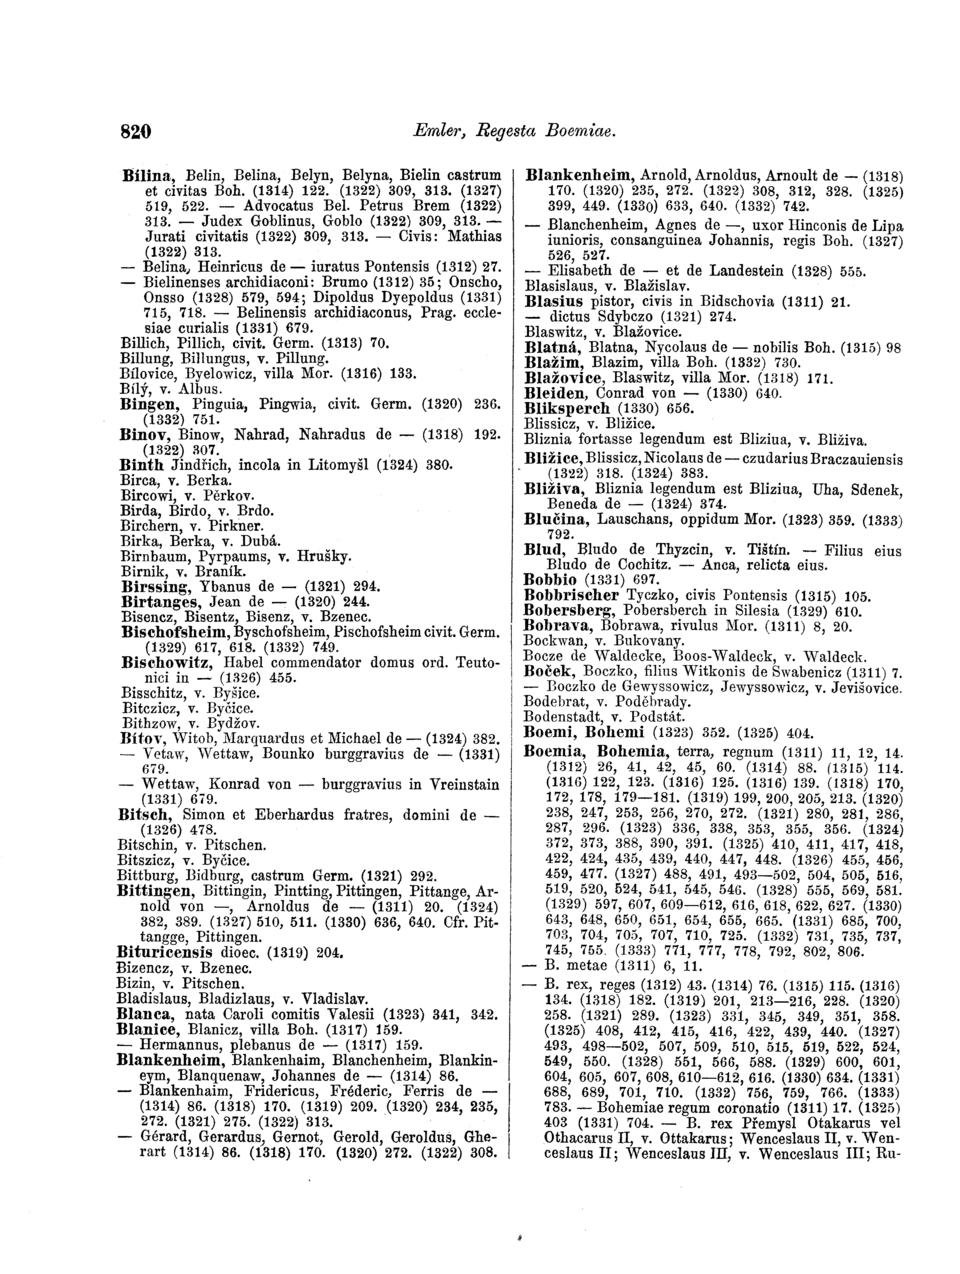 820
Emler, Regesta Boemiae.
Bílina, Belin, Belina, Belyn, Belyna, Bielin castrum
et civitas Boh. (1314) 122. (1322) 309, 313. (1327)
519, 522. — Advocatus Bel. Petrus Brem (1322)
313. — Judex Goblinus, Goblo (1322) 309, 313. —
Jurati civitatis (1322) 309, 313. — Civis: Mathias
(1322) 313.
— Belina, Heinricus de — iuratus Pontensis (1312) 27.
— Bielinenses archidiaconi: Brumo (1312) 35; Onscho,
Onsso (1328) 579, 594; Dipoldus Dyepoldus (1331)
715, 718. — Belinensis archidiaconus, Prag. eccle-
siae curialis (1331) 679.
Billich, Pillich, civit. Germ. (1313) 70.
Billung, Billungus, v. Pillung.
Bílovice, Byelowicz, villa Mor. (1316) 133.
Bílý, v. Albus.
Bingen, Pinguia, Pingwia, civit. Germ. (1320) 236.
(1332) 751.
Binov, Binow, Nahrad, Nahradus de — (1318) 192.
(1322) 307.
Binth Jindřich, incola in Litomyšl (1324) 380.
Birca, v. Berka.
Bircowi, v. Pěrkov.
Birda, Birdo, v. Brdo.
Birchern, v. Pirkner.
Birka, Berka, v. Dubá.
Birnbaum, Pyrpaums, v. Hrušky.
Birnik, v. Braník.
Birssing, Ybanus de — (1321) 294.
Birtanges, Jean de — (1320) 244.
Bisencz, Bisentz, Bisenz, v. Bzenec.
Bischofsheim, Byschofsheim, Pischofsheim civit. Germ.
(1329) 617, 618. (1332) 749.
Bischowitz, Habel commendator domus ord. Teuto-
nici in — (1326) 455.
Bisschitz, v. Byšice.
Bitczicz, v. Byčice.
Bithzow, v. Bydžov.
Bítov, Witob, Marquardus et Michael de — (1324) 382.
— Vetaw, Wettaw, Bounko burggravius de — (1331)
679.
— Wettaw, Konrad von — burggravius in Vreinstain
(1331) 679.
Bitsch, Simon et Eberhardus fratres, domini de —
(1326) 478.
Bitschin, v. Pitschen.
Bitszicz, v. Byčice.
Bittburg, Bidburg, castrum Germ. (1321) 292.
Bittingen, Bittingin, Pintting, Pittingen, Pittange, Ar-
nold von —, Arnoldus de — (1311) 20. (1324)
382, 389. (1327) 510, 511. (1330) 636, 640. Cfr. Pit-
tangge, Pittingen.
Bituricensis dioec. (1319) 204.
Bizencz, v. Bzenec.
Bizin, v. Pitschen.
Bladislaus, Bladizlaus, v. Vladislav.
Blanca, nata Caroli comitis Valesii (1323) 341, 342.
Blanice, Blanicz, villa Boh. (1317) 159.
— Hermannus, plebanus de — (1317) 159.
Blankenheim, Blankenhaim, Blanchenheim, Blankin-
eym, Blanquenaw, Johannes de — (1314) 86.
— Blankenhaim, Fridericus, Fréderic, Ferris de —
(1314) 86. (1318) 170. (1319) 209. (1320) 234, 235,
272. (1321) 275. (1322) 313.
— Gérard, Gerardus, Gernot, Gerold, Geroldus, Ghe-
rart (1314) 86. (1318) 170. (1320) 272. (1322) 308.
Blankenheim, Arnold, Arnoldus, Arnoult de — (1318)
170. (1320) 235, 272. (1322) 308, 312, 328. (1325)
399, 449. (1330) 633, 640. (1332) 742.
— Blanchenheim, Agnes de —, uxor Hinconis de Lipa
iunioris, consanguinea Johannis, regis Boh. (1327)
526, 527.
— Elisabeth de — et de Landestein (1328) 555.
Blasislaus, v. Blažislav.
Blasius pistor, civis in Bidschovia (1311) 21.
— dictus Sdybczo (1321) 274.
Blaswitz, v. Blažovice.
Blatná, Blatna, Nycolaus de — nobilis Boh. (1315) 98
Blažim, Blazim, villa Boh. (1332) 730.
Blažovice, Blaswitz, villa Mor. (1318) 171.
Bleiden, Conrad von — (1330) 640.
Bliksperch (1330) 656.
Blissicz, v. Bližice.
Bliznia fortasse legendum est Bliziua, v. Bliživa.
Bližice, Blissicz, Nicolaus de — czudarius Braczauiensis
(1322) 318. (1324) 383.
Bliživa, Bliznia legendum est Bliziua, Uha, Sdenek,
Beneda de — (1324) 374.
Blučina, Lauschans, oppidum Mor. (1323) 359. (1333)
792.
Blud, Bludo de Thyzcin, v. Tištín. — Filius eius
Bludo de Cochitz. — Anca, relicta eius.
Bobbio (1331) 697.
Bobbrischer Tyczko, civis Pontensis (1315) 105.
Bobersberg, Pobersberch in Silesia (1329) 610.
Bobrava, Bobrawa, rivulus Mor. (1311) 8, 20.
Bockwan, v. Bukovany.
Bocze de Waldecke, Boos-Waldeck, v. Waldeck.
Boček, Boczko, filius Witkonis de Swabenicz (1311) 7.
— Boczko de Gewyssowicz, Jewyssowicz, v. Jevišovice.
Bodebrat, v. Poděbrady.
Bodenstadt, v. Podstát.
Boemi, Bohemi (1323) 352. (1325) 404.
Boemia, Bohemia, terra, regnum (1311) 11, 12, 14.
(1312) 26, 41, 42, 45, 60. (1314) 88. (1315) 114.
(1316) 122, 123. (1316) 125. (1316) 139. (1318) 170,
172, 178, 179—181. (1319) 199, 200, 205, 213. (1320)
238, 247, 253, 256, 270, 272. (1321) 280, 281, 286,
287, 296. (1323) 336, 338, 353, 355, 356. (1324)
372, 373, 388, 390, 391. (1325) 410, 411, 417, 418,
422, 424, 435, 439, 440, 447, 448. (1326) 455, 456,
459, 477. (1327) 488, 491, 493—502, 504, 505, 516,
519, 520, 524, 541, 545, 546. (1328) 555, 569, 581.
(1329) 597, 607, 609—612, 616, 618, 622, 627. (1330)
643, 648, 650, 651, 654, 655, 665. (1331) 685, 700,
703, 704, 705, 707, 710, 725. (1332) 731, 735, 737,
745, 755. (1333) 771, 777, 778, 792, 802, 806.
— B. metae (1311) 6, 11.
— B. rex, reges (1312) 43. (1314) 76. (1315) 115. (1316)
134. (1318) 182. (1319) 201, 213—216, 228. (1320)
258. (1321) 289. (1323) 331, 345, 349, 351, 358.
(1325) 408, 412, 415, 416, 422, 439, 440. (1327)
493, 498—502, 507, 509, 510, 515, 519, 522, 524,
549, 550. (1328) 551, 566, 588. (1329) 600, 601,
604, 605, 607, 608, 610—612, 616. (1330) 634. (1331)
688, 689, 701, 710. (1332) 756, 759, 766. (1333)
783. — Bohemiae regum coronatio (1311) 17. (1325)
403 (1331) 704. — B. rex Přemysl Otakarus vel
Othacarus II, v. Ottakarus; Wenceslaus II, v. Wen-
ceslaus II; Wenceslaus III, v. Wenceslaus III; Ru-